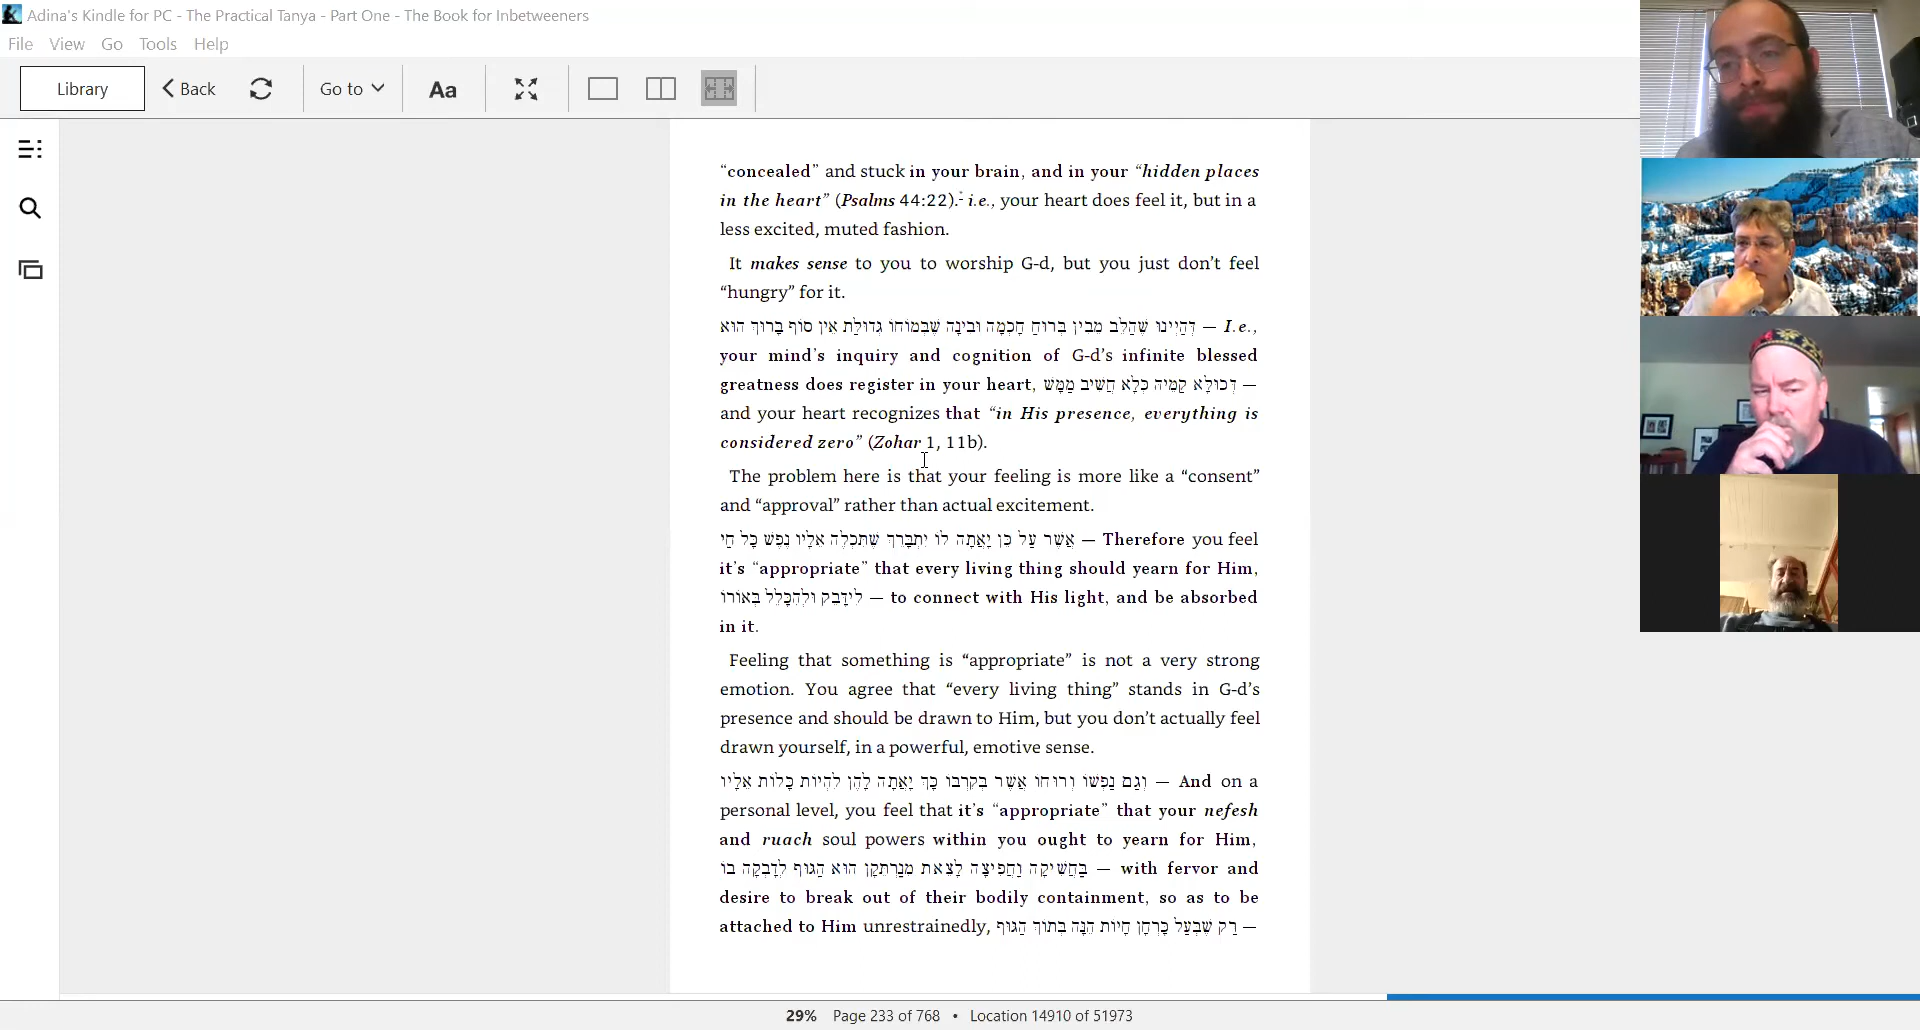 Adina's Kindle for PC - The Practical Tanya - Part One - The Book for Inbetweeners
File View Go Tools Help
Library Back Go to Aa
“concealed” and stuck in your brain, and in your “hidden places
in the heart” (Psalms 44:22). i.e., your heart does feel it, but in a
less excited, muted fashion.
It makes sense to you to worship G-d, but you just don’t feel
“hungry” for it.
דְּהַיְינוּ שֶׁהַלֵּב מֵבִין בְּרוּחַ חָכְמָה וּבִינָה שֶׁבְּמוֹחוֹ גְּדוּלַּת אֵין סוֹף בָּרוּךְ הוּא — I.e.,
your mind’s inquiry and cognition of G-d’s infinite blessed
greatness does register in your heart, דְּכוּלָּא קַמֵּיהּ כְּלָא חֲשִׁיב מַמָּשׁ —
and your heart recognizes that “in His presence, everything is
considered zero” (Zohar 1, 11b).
The problem here is that your feeling is more like a “consent”
and “approval” rather than actual excitement.
אֲשֶׁר עַל כֵּן יָאֲתָה לוֹ יִתְבָּרֵךְ שֶׁתִּכְלֶה אֵלָיו נֶפֶשׁ כָּל חַי — Therefore you feel
it’s “appropriate” that every living thing should yearn for Him,
לִידָּבֵק וּלְהִכָּלֵל בְּאוֹרוֹ — to connect with His light, and be absorbed
in it.
Feeling that something is “appropriate” is not a very strong
emotion. You agree that “every living thing” stands in G-d’s
presence and should be drawn to Him, but you don’t actually feel
drawn yourself, in a powerful, emotive sense.
וְגַם נַפְשׁוֹ וְרוּחוֹ אֲשֶׁר בְּקִרְבּוֹ כָּךְ יָאֲתָה לָהֶן לִהְיוֹת כָּלוֹת אֵלָיו — And on a
personal level, you feel that it’s “appropriate” that your nefesh
and ruach soul powers within you ought to yearn for Him,
בַּחֲשִׁיקָה וַחֲפִיצָה לָצֵאת מִנַּרְתֵּקָן הוּא הַגּוּף לְדָבְקָה בוֹ — with fervor and
desire to break out of their bodily containment, so as to be
attached to Him unrestrainedly, רַק שֶׁבְּעַל כָּרְחָן חָיוֹת הֵנָּה בְּתוֹךְ הַגּוּף —
29% Page 233 of 768 • Location 14910 of 51973